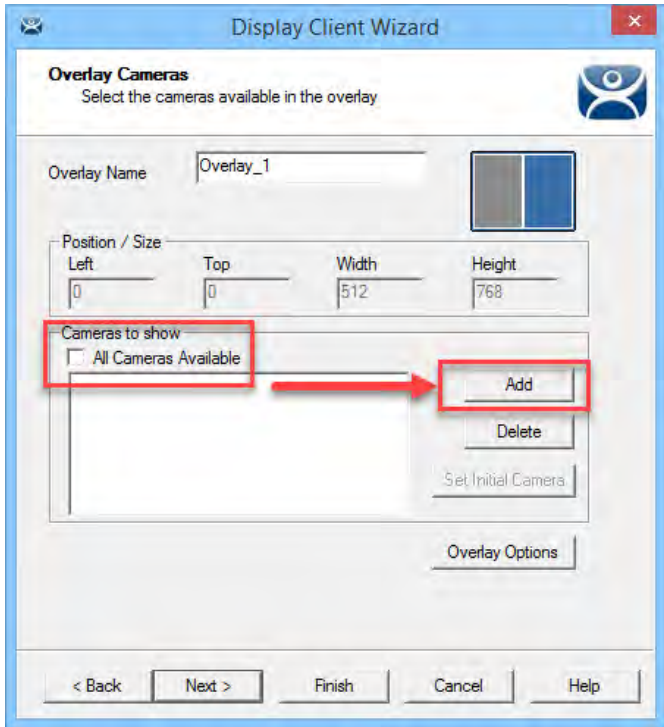 Display Client Wizard
Overlay Cameras
Select the cameras available in the overlay
Overlay Name
Overlay_1
Position / Size
Left Top Width Height
0 0 512 768
Cameras to show
All Cameras Available
Add
Delete
Set Initial Camera
Overlay Options
< Back Next > Finish Cancel Help